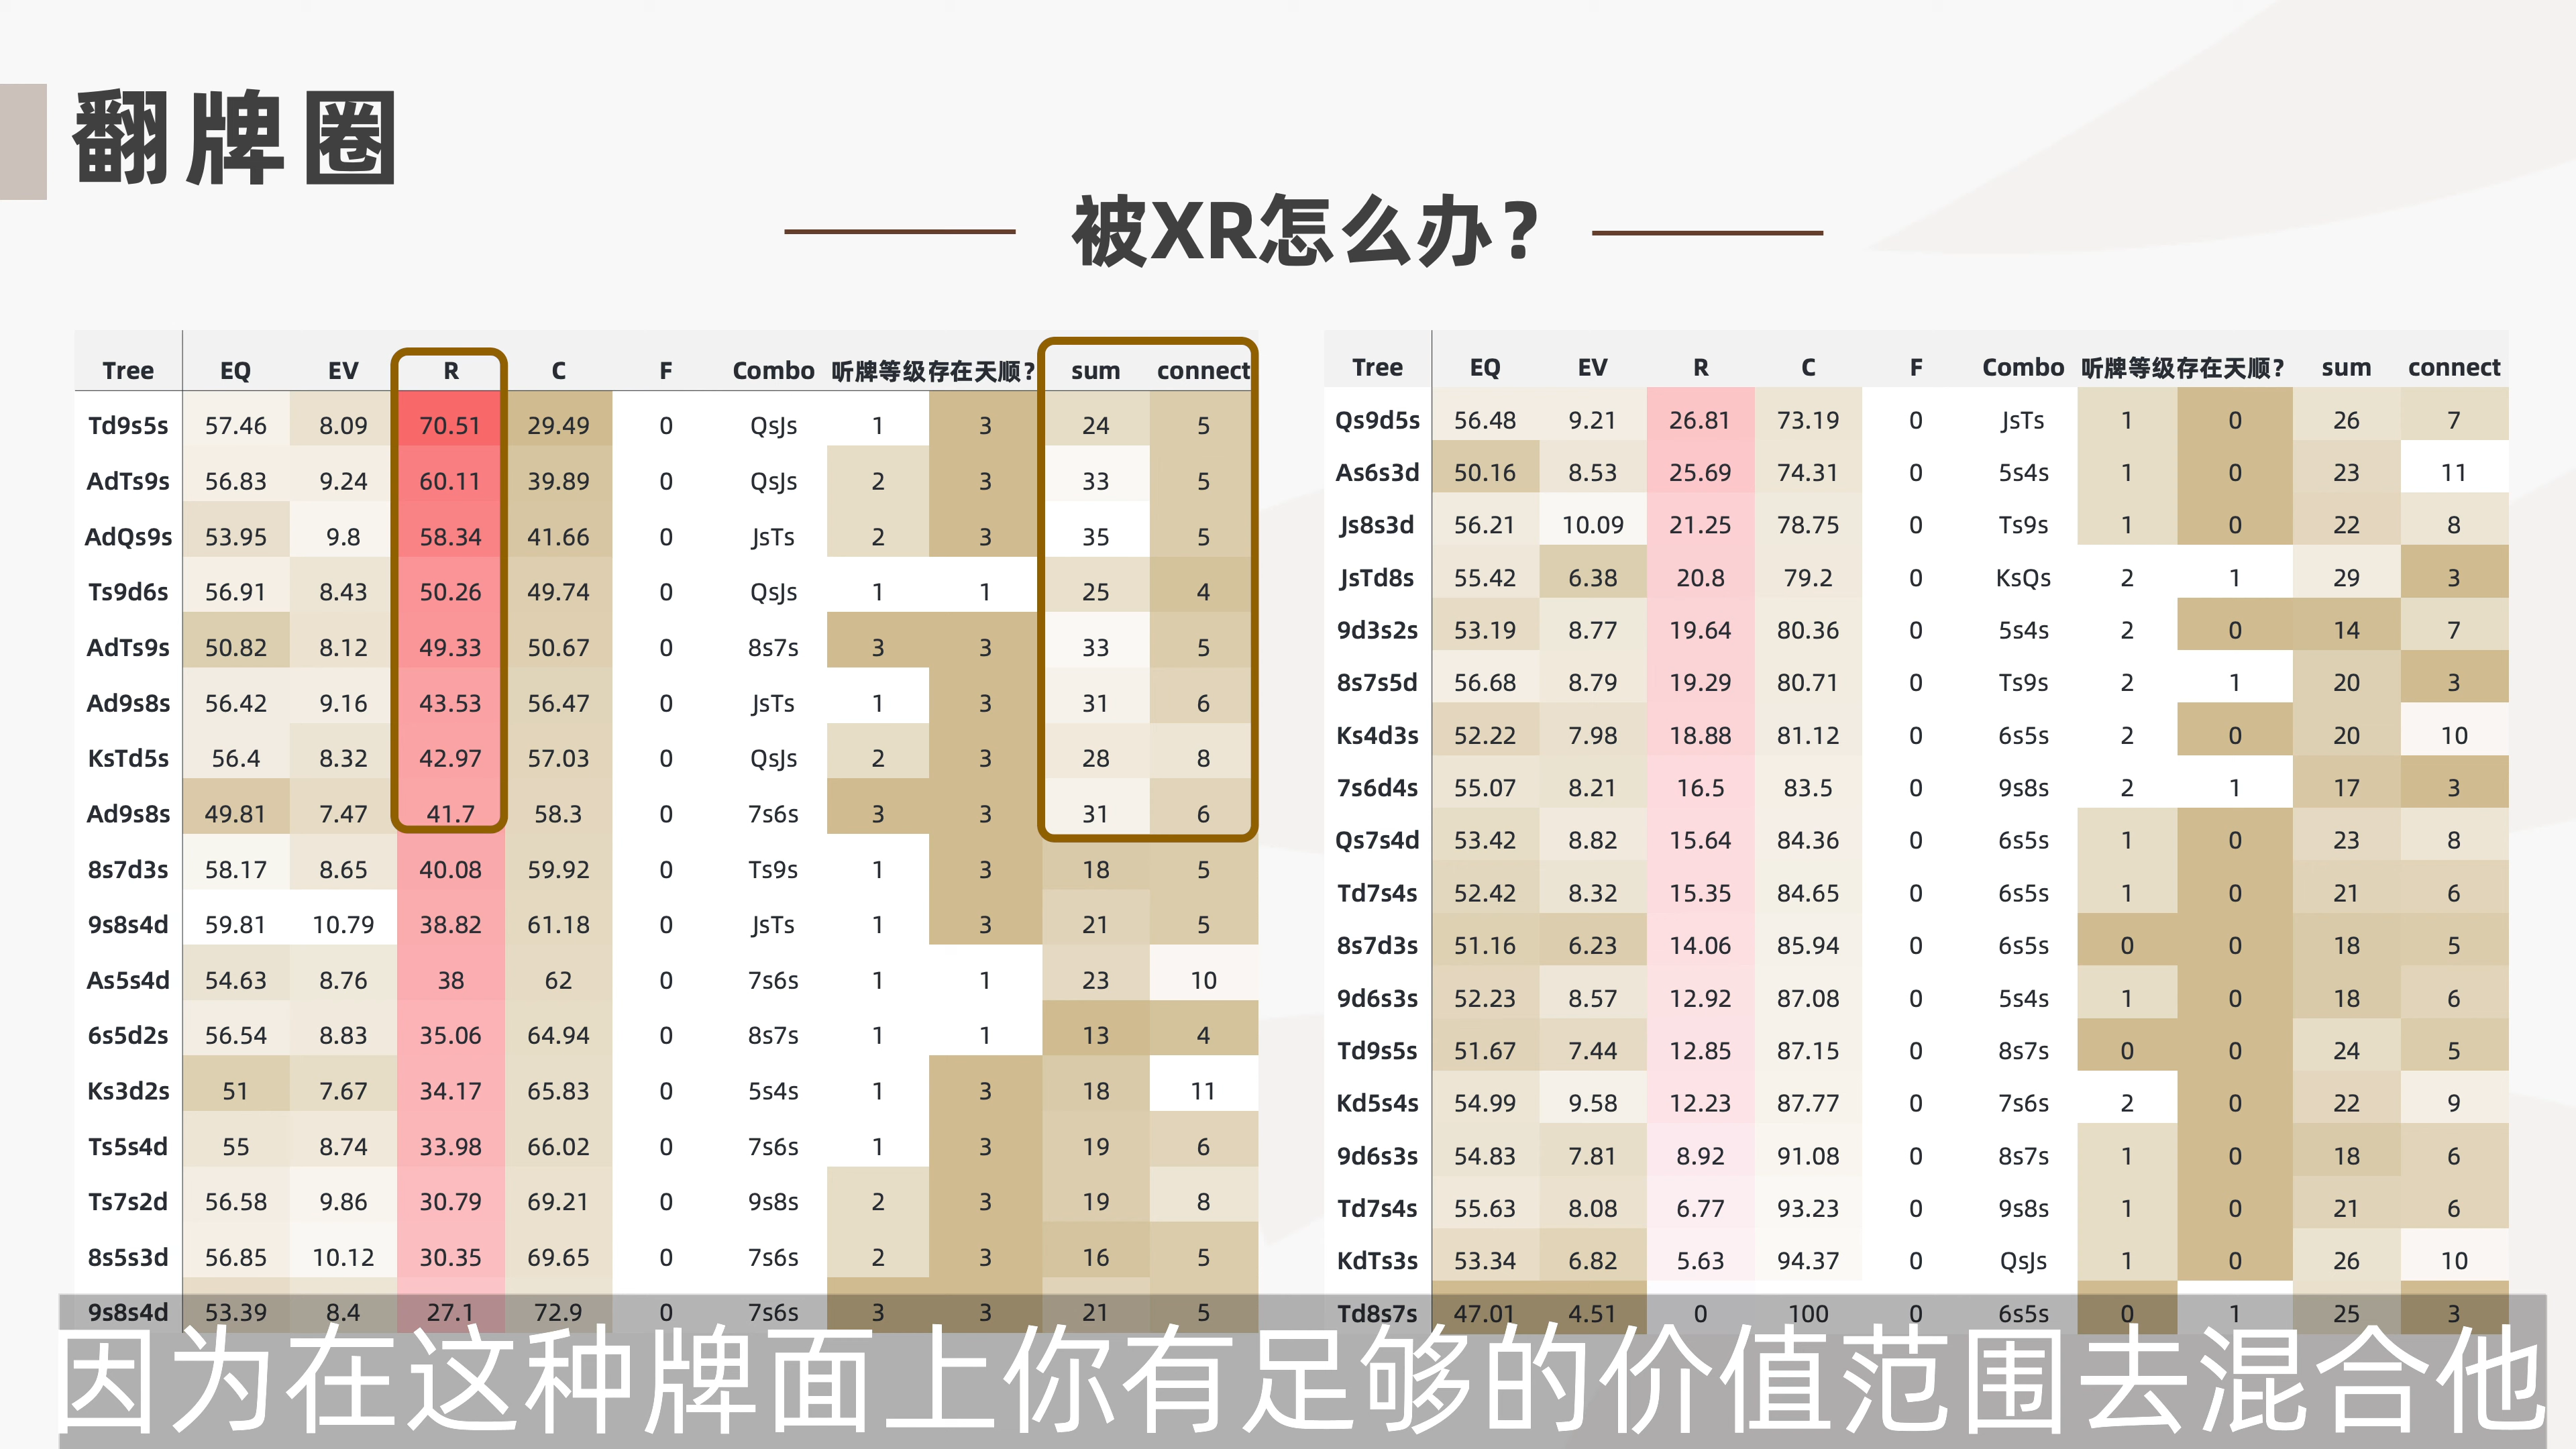 翻牌圈
被XR怎么办？
Tree EQ EV R C F Combo 听牌等级 存在天顺？ sum connect
Td9s5s 57.46 8.09 70.51 29.49 0 QsJs 1 3 24 5
AdTs9s 56.83 9.24 60.11 39.89 0 QsJs 2 3 33 5
AdQs9s 53.95 9.8 58.34 41.66 0 JsTs 2 3 35 5
Ts9d6s 56.91 8.43 50.26 49.74 0 QsJs 1 1 25 4
AdTs9s 50.82 8.12 49.33 50.67 0 8s7s 3 3 33 5
Ad9s8s 56.42 9.16 43.53 56.47 0 JsTs 1 3 31 6
KsTd5s 56.4 8.32 42.97 57.03 0 QsJs 2 3 28 8
Ad9s8s 49.81 7.47 41.7 58.3 0 7s6s 3 3 31 6
8s7d3s 58.17 8.65 40.08 59.92 0 Ts9s 1 3 18 5
9s8s4d 59.81 10.79 38.82 61.18 0 JsTs 1 3 21 5
As5s4d 54.63 8.76 38 62 0 7s6s 1 1 23 10
6s5d2s 56.54 8.83 35.06 64.94 0 8s7s 1 1 13 4
Ks3d2s 51 7.67 34.17 65.83 0 5s4s 1 3 18 11
Ts5s4d 55 8.74 33.98 66.02 0 7s6s 1 3 19 6
Ts7s2d 56.58 9.86 30.79 69.21 0 9s8s 2 3 19 8
8s5s3d 56.85 10.12 30.35 69.65 0 7s6s 2 3 16 5
9s8s4d 53.39 8.4 27.1 72.9 0 7s6s 3 3 21 5
Tree EQ EV R C F Combo 听牌等级 存在天顺？ sum connect
Qs9d5s 56.48 9.21 26.81 73.19 0 JsTs 1 0 26 7
As6s3d 50.16 8.53 25.69 74.31 0 5s4s 1 0 23 11
Js8s3d 56.21 10.09 21.25 78.75 0 Ts9s 1 0 22 8
JsTd8s 55.42 6.38 20.8 79.2 0 KsQs 2 1 29 3
9d3s2s 53.19 8.77 19.64 80.36 0 5s4s 2 0 14 7
8s7s5d 56.68 8.79 19.29 80.71 0 Ts9s 2 1 20 3
Ks4d3s 52.22 7.98 18.88 81.12 0 6s5s 2 0 20 10
7s6d4s 55.07 8.21 16.5 83.5 0 9s8s 2 1 17 3
Qs7s4d 53.42 8.82 15.64 84.36 0 6s5s 1 0 23 8
Td7s4s 52.42 8.32 15.35 84.65 0 6s5s 1 0 21 6
8s7d3s 51.16 6.23 14.06 85.94 0 6s5s 0 0 18 5
9d6s3s 52.23 8.57 12.92 87.08 0 5s4s 1 0 18 6
Td9s5s 51.67 7.44 12.85 87.15 0 8s7s 0 0 24 5
Kd5s4s 54.99 9.58 12.23 87.77 0 7s6s 2 0 22 9
9d6s3s 54.83 7.81 8.92 91.08 0 8s7s 1 0 18 6
Td7s4s 55.63 8.08 6.77 93.23 0 9s8s 1 0 21 6
KdTs3s 53.34 6.82 5.63 94.37 0 QsJs 1 0 26 10
Td8s7s 47.01 4.51 0 100 0 6s5s 0 1 25 3
因为在这种牌面上你有足够的价值范围去混合他